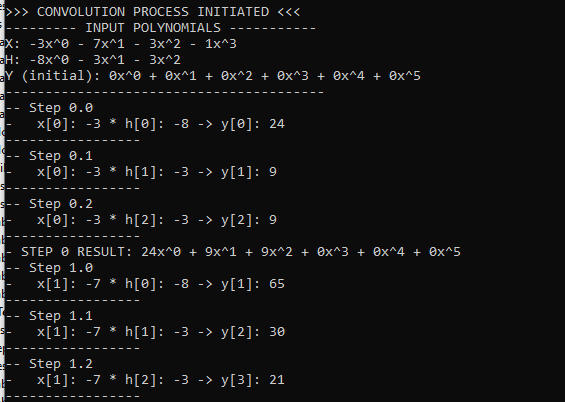 >>> CONVOLUTION PROCESS INITIATED <<<
--------- INPUT POLYNOMIALS -----------
X: -3x^0 - 7x^1 - 3x^2 - 1x^3
H: -8x^0 - 3x^1 - 3x^2
Y (initial): 0x^0 + 0x^1 + 0x^2 + 0x^3 + 0x^4 + 0x^5
---------------------------------------
-- Step 0.0
-   x[0]: -3 * h[0]: -8 -> y[0]: 24
-----------------
-- Step 0.1
-   x[0]: -3 * h[1]: -3 -> y[1]: 9
-----------------
-- Step 0.2
-   x[0]: -3 * h[2]: -3 -> y[2]: 9
-----------------
- STEP 0 RESULT: 24x^0 + 9x^1 + 9x^2 + 0x^3 + 0x^4 + 0x^5
-- Step 1.0
-   x[1]: -7 * h[0]: -8 -> y[1]: 65
-----------------
-- Step 1.1
-   x[1]: -7 * h[1]: -3 -> y[2]: 30
-----------------
-- Step 1.2
-   x[1]: -7 * h[2]: -3 -> y[3]: 21
-----------------